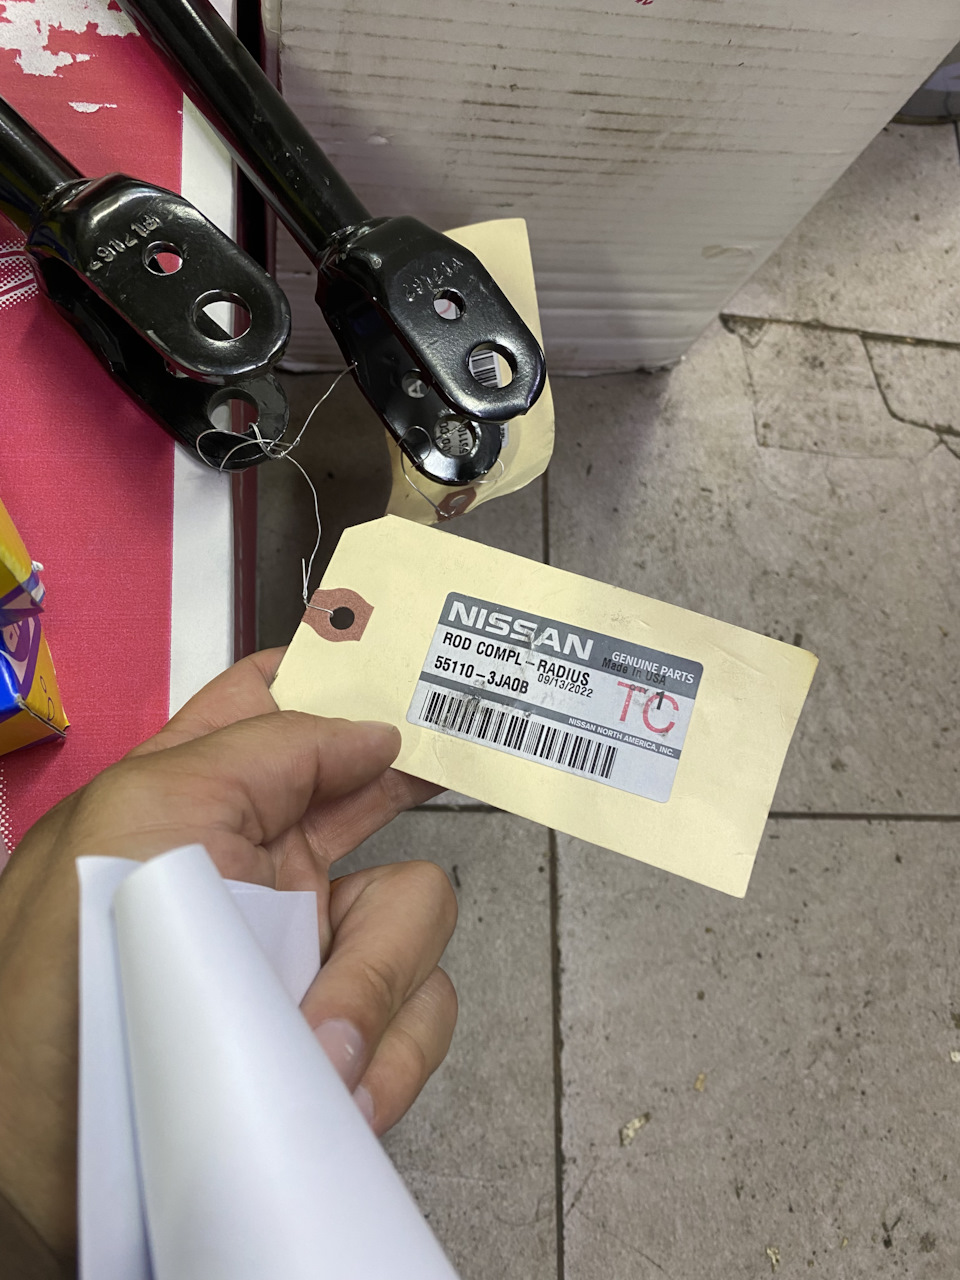 NISSAN
GENUINE PARTS
ROD COMPL-RADIUS
Made in USA
55110-3JA0B
09/13/2022
QTY 1
TC
NISSAN NORTH AMERICA, INC.
A